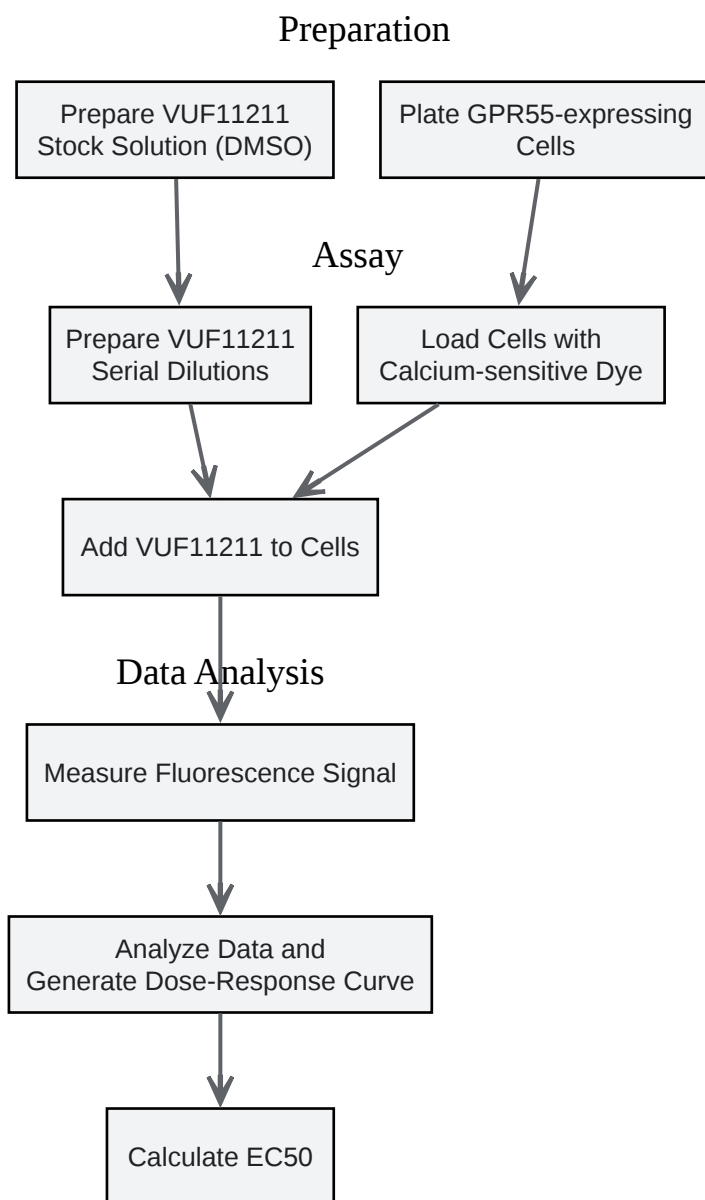 Preparation
Prepare VUF11211
Stock Solution (DMSO)
Plate GPR55-expressing
Cells
Assay
Prepare VUF11211
Serial Dilutions
Load Cells with
Calcium-sensitive Dye
Add VUF11211 to Cells
Data Analysis
Measure Fluorescence Signal
Analyze Data and
Generate Dose-Response Curve
Calculate EC50